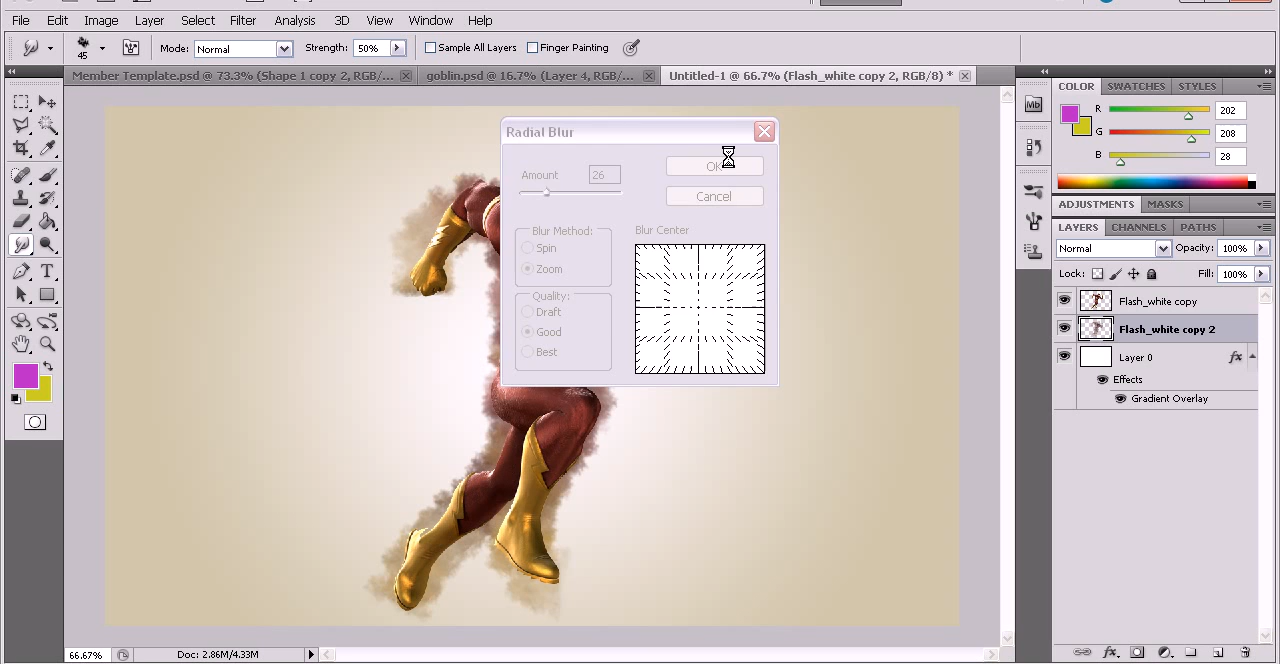 File Edit Image Layer Select Filter Analysis 3D View Window Help
45 Mode: Normal Strength: 50% Sample All Layers Finger Painting
Member Template.psd @ 73.3% (Shape 1 copy 2, RGB/... goblin.psd @ 16.7% (Layer 4, RGB/... Untitled-1 @ 66.7% (Flash_white copy 2, RGB/8) *
COLOR SWATCHES STYLES
Mb
R 202
G 208
B 28
Radial Blur
OK
Amount 26
Cancel
Blur Method:
Blur Center
Spin
Zoom
Quality:
Draft
Good
Best
ADJUSTMENTS MASKS
LAYERS CHANNELS PATHS
Normal Opacity: 100%
Lock: Fill: 100%
Flash_white copy
Flash_white copy 2
Layer 0 fx
Effects
Gradient Overlay
T
66.67% Doc: 2.86M/4.33M
fx